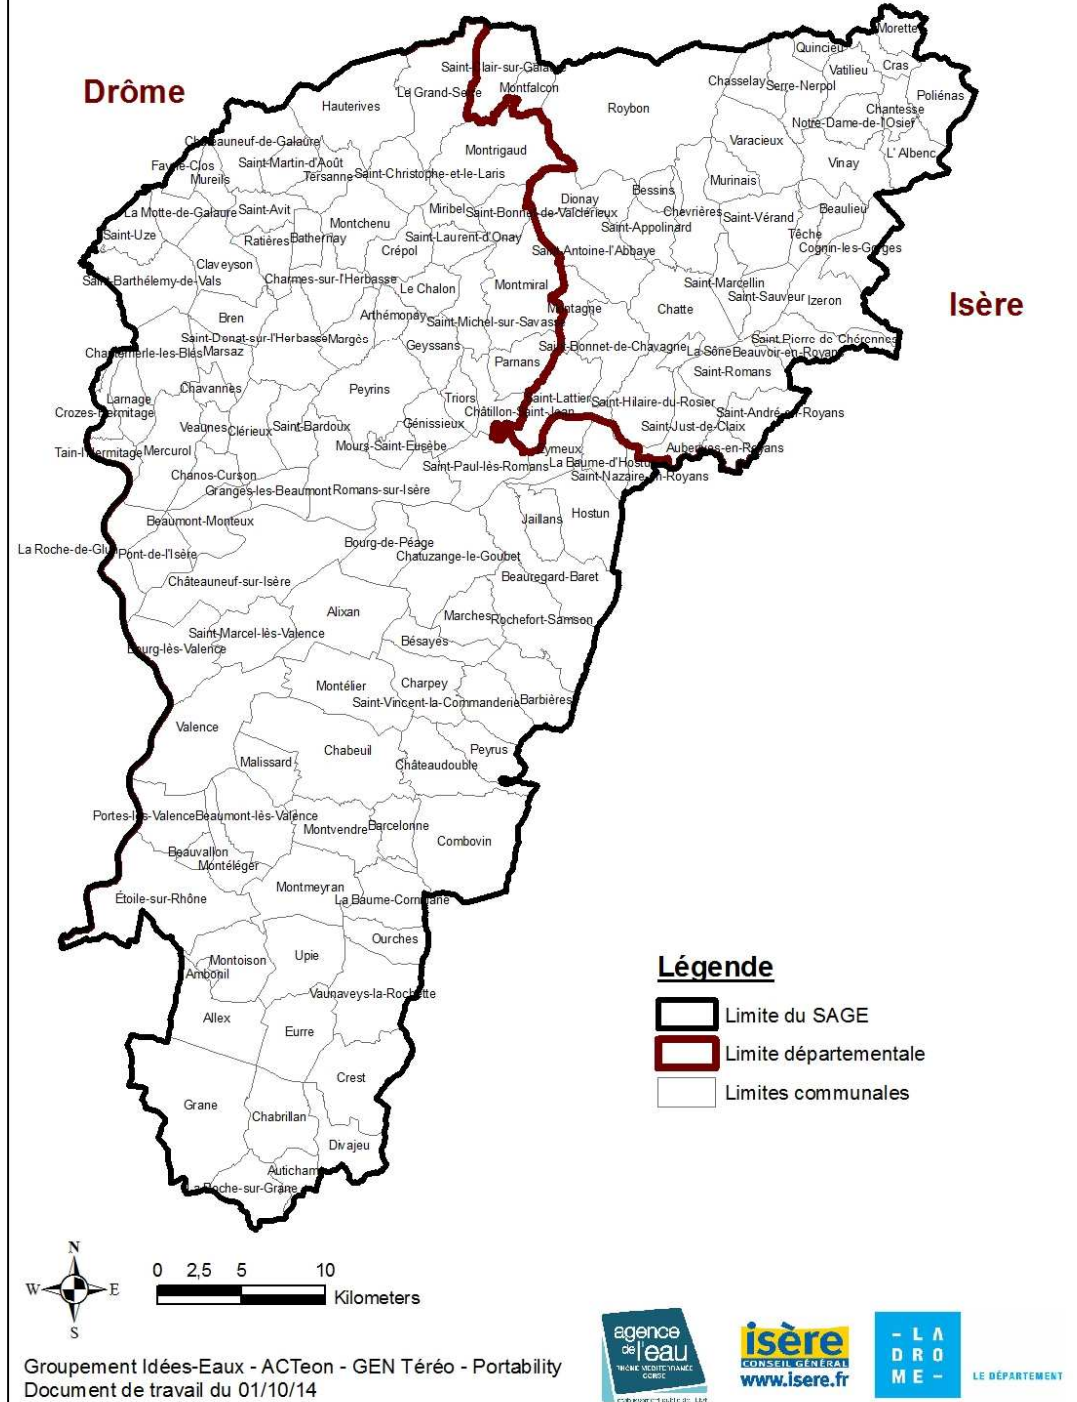 Morette
Quincieu
Drôme
Saint-Clair-sur-Galaure
Vatilieu
Cras
Chasselay
Serre-Nerpol
Le Grand-Serre
Montfalcon
Poliénas
Hauterives
Roybon
Chantesse
Notre-Dame-de-l'Osier
Châteauneuf-de-Galaure
Varacieux
Montrigaud
L' Albenc
Saint-Martin-d'Août
Vinay
Fay-le-Clos
Tersanne
Saint-Christophe-et-le-Laris
Mureils
Murinais
Bessins
Dionay
La Motte-de-Galaure
Saint-Avit
Miribel
Saint-Bonnet-de-Valclérieux
Chevrières
Beaulieu
Montchenu
Saint-Vérand
Saint-Appolinard
Saint-Uze
Ratières
Bathernay
Saint-Laurent-d'Onay
Têche
Crépol
Saint-Antoine-l'Abbaye
Cognin-les-Gorges
Claveyson
Saint-Barthélemy-de-Vals
Charmes-sur-l'Herbasse
Montmiral
Saint-Marcellin
Le Chalon
Saint-Sauveur
Izeron
Isère
Montagne
Chatte
Bren
Arthémonay
Saint-Michel-sur-Savasse
Saint-Donat-sur-l'Herbasse
Margès
Saint Pierre de Chérennes
Geyssans
Saint-Bonnet-de-Chavagne
Chantemerle-les-Blés
Marsaz
La Sône
Beauvoir-en-Royans
Parnans
Saint-Romans
Chavannes
Peyrins
Larnage
Triors
Saint-Lattier
Saint-Hilaire-du-Rosier
Crozes-Hermitage
Châtillon-Saint-Jean
Saint-André-en-Royans
Génissieux
Veaunes
Clérieux
Saint-Bardoux
Saint-Just-de-Claix
Mours-Saint-Eusèbe
Tain-l'Hermitage
Mercurol
Eymeux
Auberives-en-Royans
La Baume-d'Hostun
Saint-Paul-lès-Romans
Chanos-Curson
Saint-Nazaire-en-Royans
Granges-les-Beaumont
Romans-sur-Isère
Beaumont-Monteux
Jaillans
Hostun
Bourg-de-Péage
La Roche-de-Glun
Pont-de-l'Isère
Chatuzange-le-Goubet
Châteauneuf-sur-Isère
Beauregard-Baret
Alixan
Marches
Rochefort-Samson
Saint-Marcel-lès-Valence
Bésayes
Bourg-lès-Valence
Montélier
Charpey
Saint-Vincent-la-Commanderie
Barbières
Valence
Chabeuil
Peyrus
Malissard
Châteaudouble
Portes-lès-Valence
Beaumont-lès-Valence
Montvendre
Barcelonne
Combovin
Beauvallon
Montéléger
Montmeyran
Étoile-sur-Rhône
La Baume-Cornillane
Ourches
Upie
Montoison
Ambonil
Vaunaveys-la-Rochette
Allex
Eurre
Crest
Grane
Chabrillan
Divajeu
Autichamp
La Roche-sur-Grane
Légende
Limite du SAGE
Limite départementale
Limites communales
N
W E
S
0 2,5 5 10
Kilometers
Groupement Idées-Eaux - ACTeon - GEN Téréo - Portability
Document de travail du 01/10/14
agence
de l'eau
RHÔNE MÉDITERRANÉE
CORSE
isère
CONSEIL GÉNÉRAL
www.isere.fr
- L A
D R O
M E -
LE DÉPARTEMENT